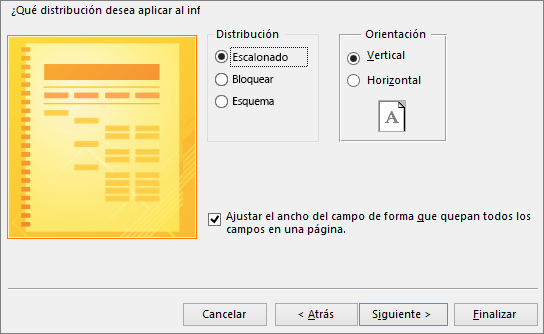 ¿Qué distribución desea aplicar al inf
Distribución
Escalonado
Bloquear
Esquema
Orientación
Vertical
Horizontal
A
Ajustar el ancho del campo de forma que quepan todos los
campos en una página.
Cancelar
< Atrás
Siguiente >
Finalizar